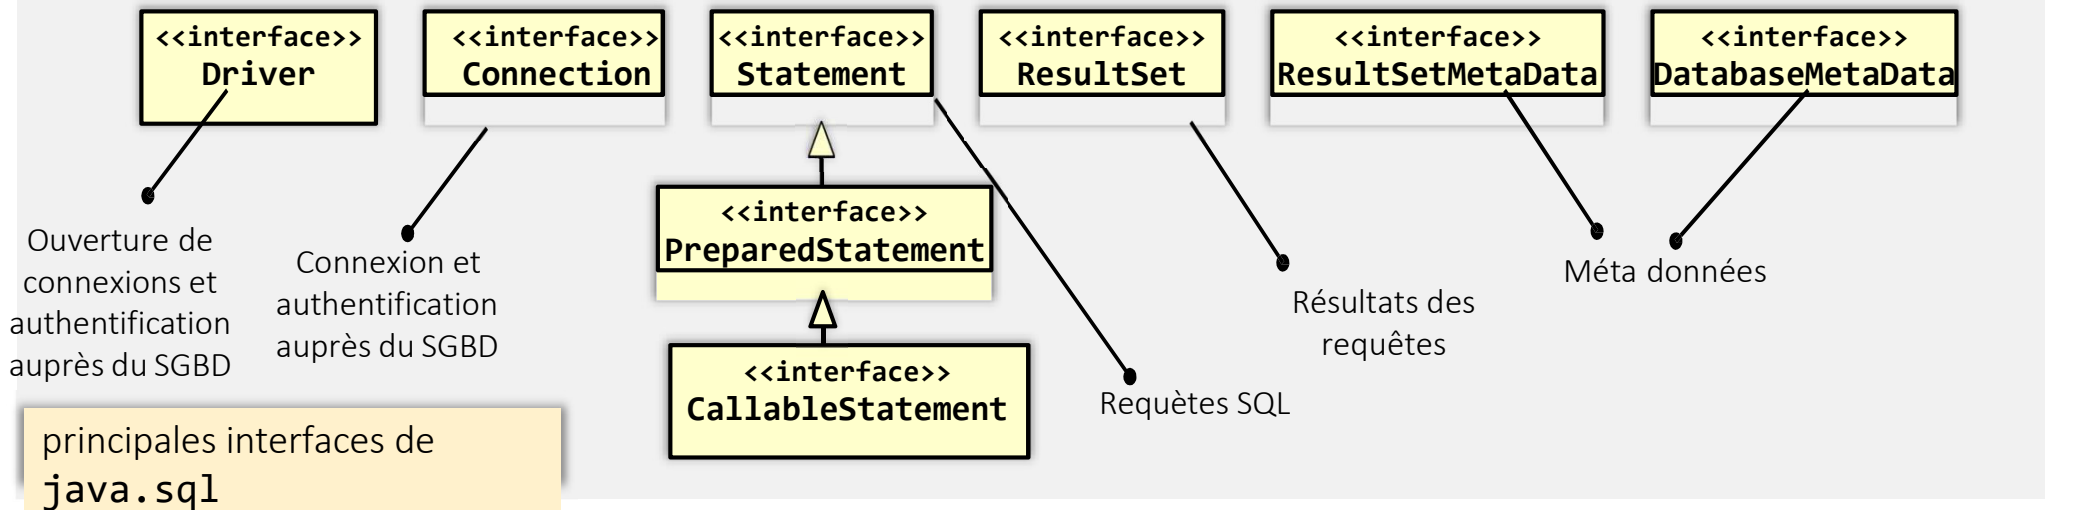 <<interface>>
Driver
<<interface>>
Connection
<<interface>>
Statement
<<interface>>
ResultSet
<<interface>>
ResultSetMetaData
<<interface>>
DatabaseMetaData
<<interface>>
PreparedStatement
<<interface>>
CallableStatement
Ouverture de
connexions et
authentification
auprès du SGBD
Connexion et
authentification
auprès du SGBD
Requètes SQL
Résultats des
requêtes
Méta données
principales interfaces de
java.sql